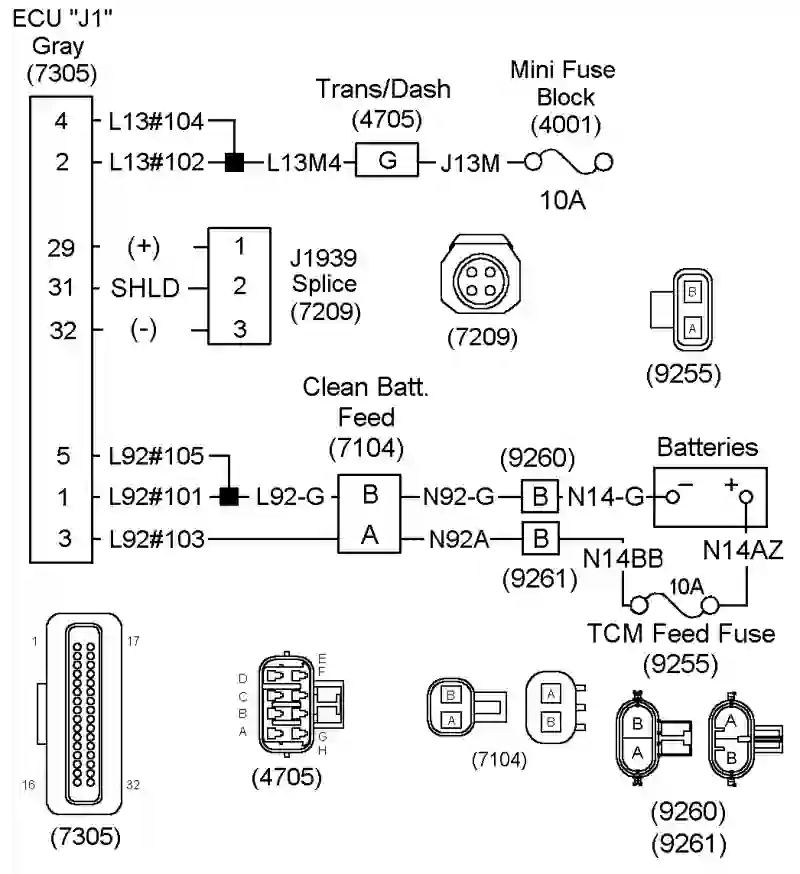 ECU "J1"
Gray
(7305)
Trans/Dash
(4705)
Mini Fuse
Block
(4001)
4 L13#104
2 L13#102 L13M4 G J13M
10A
29 (+) 1
31 SHLD 2
32 (-) 3
J1939
Splice
(7209)
(7209)
B
A
(9255)
Clean Batt.
Feed
(7104)
(9260)
Batteries
5 L92#105
1 L92#101 L92-G B N92-G B N14-G − +
3 L92#103 A N92A B N14BB N14AZ
(9261)
10A
TCM Feed Fuse
(9255)
1 17
16 32
(7305)
D E
F
C
B
A G
H
(4705)
B A
A B
(7104)
B A
A B
(9260)
(9261)